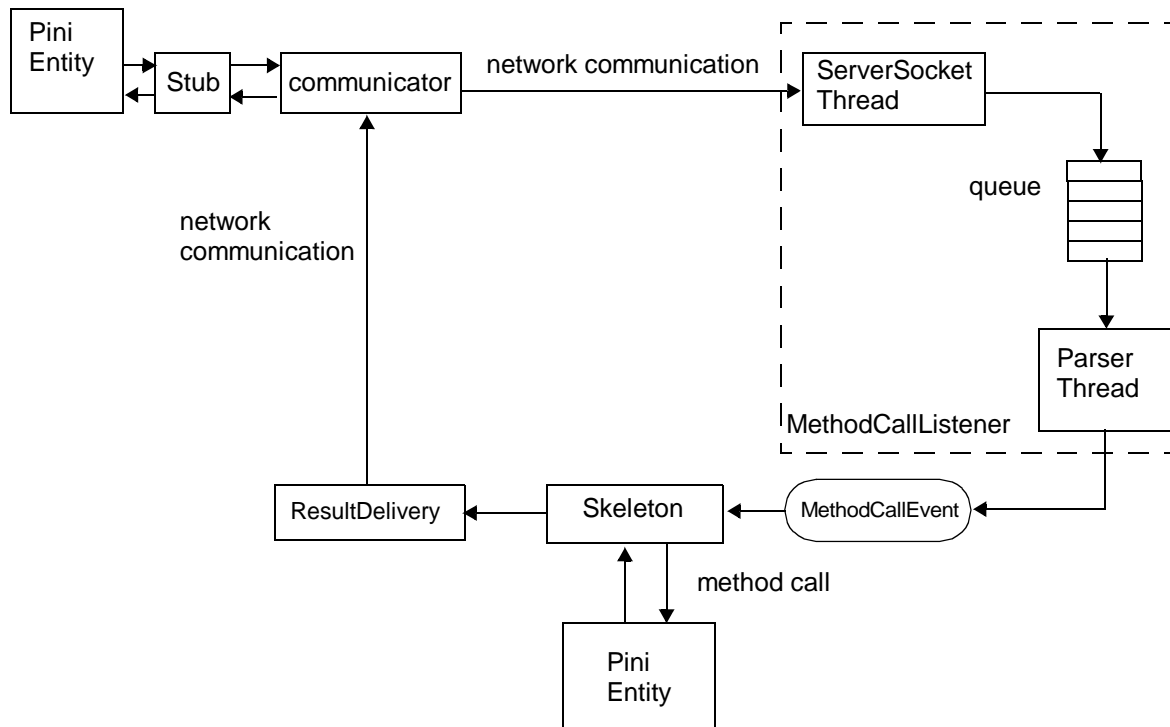 Pini
Entity
Stub
communicator
network communication
ServerSocket
Thread
queue
network
communication
Parser
Thread
MethodCallListener
ResultDelivery
Skeleton
MethodCallEvent
method call
Pini
Entity